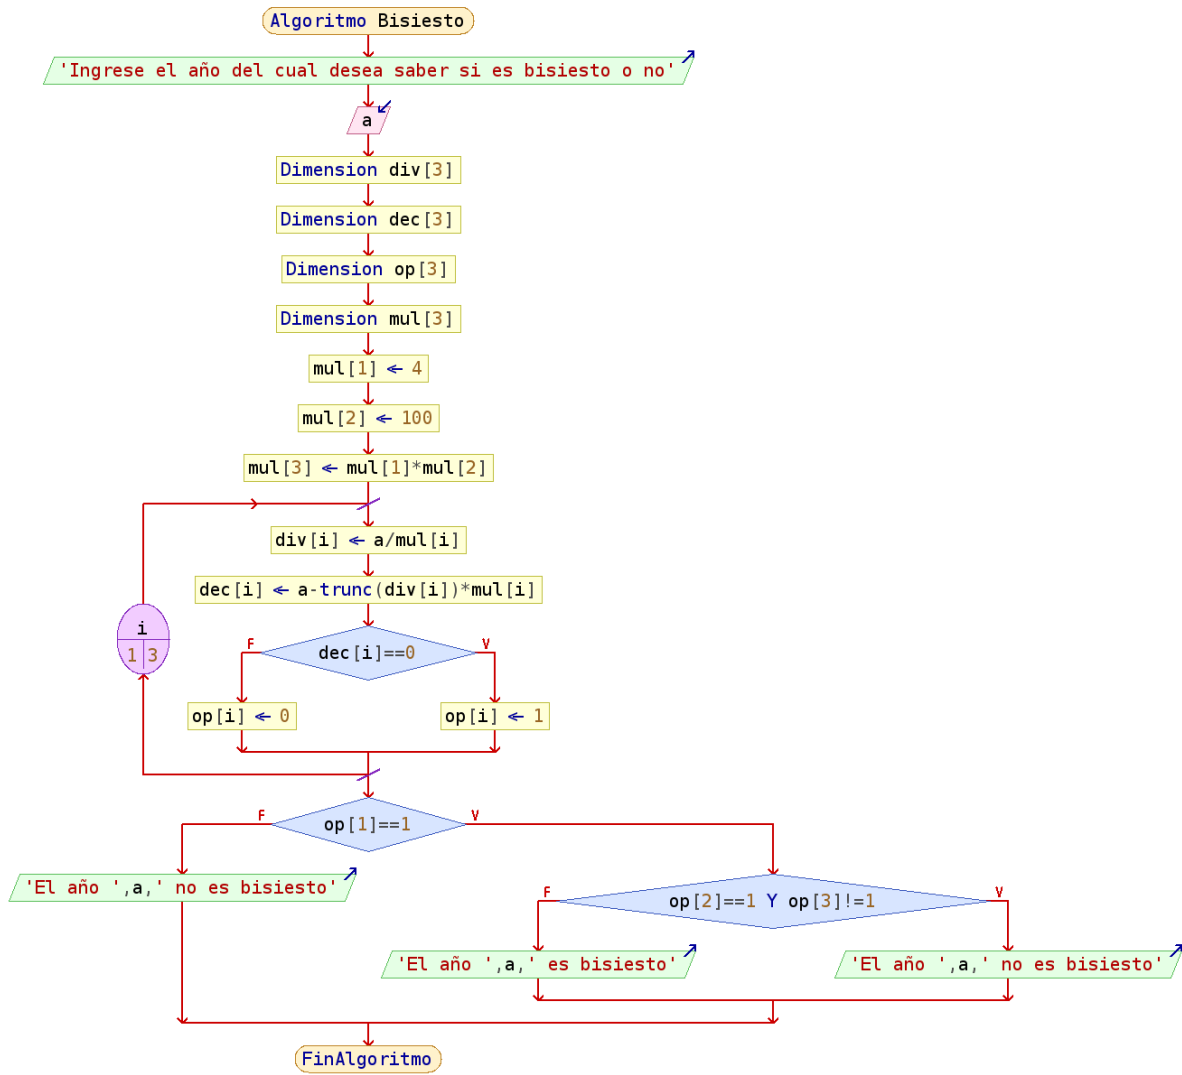 Algoritmo Bisiesto
'Ingrese el año del cual desea saber si es bisiesto o no'
a
Dimension div[3]
Dimension dec[3]
Dimension op[3]
Dimension mul[3]
mul[1] ← 4
mul[2] ← 100
mul[3] ← mul[1]*mul[2]
div[i] ← a/mul[i]
dec[i] ← a-trunc(div[i])*mul[i]
i
1 3
F
dec[i]==0
V
op[i] ← 0
op[i] ← 1
F
op[1]==1
V
'El año ',a,' no es bisiesto'
F
op[2]==1 Y op[3]!=1
V
'El año ',a,' es bisiesto'
'El año ',a,' no es bisiesto'
FinAlgoritmo